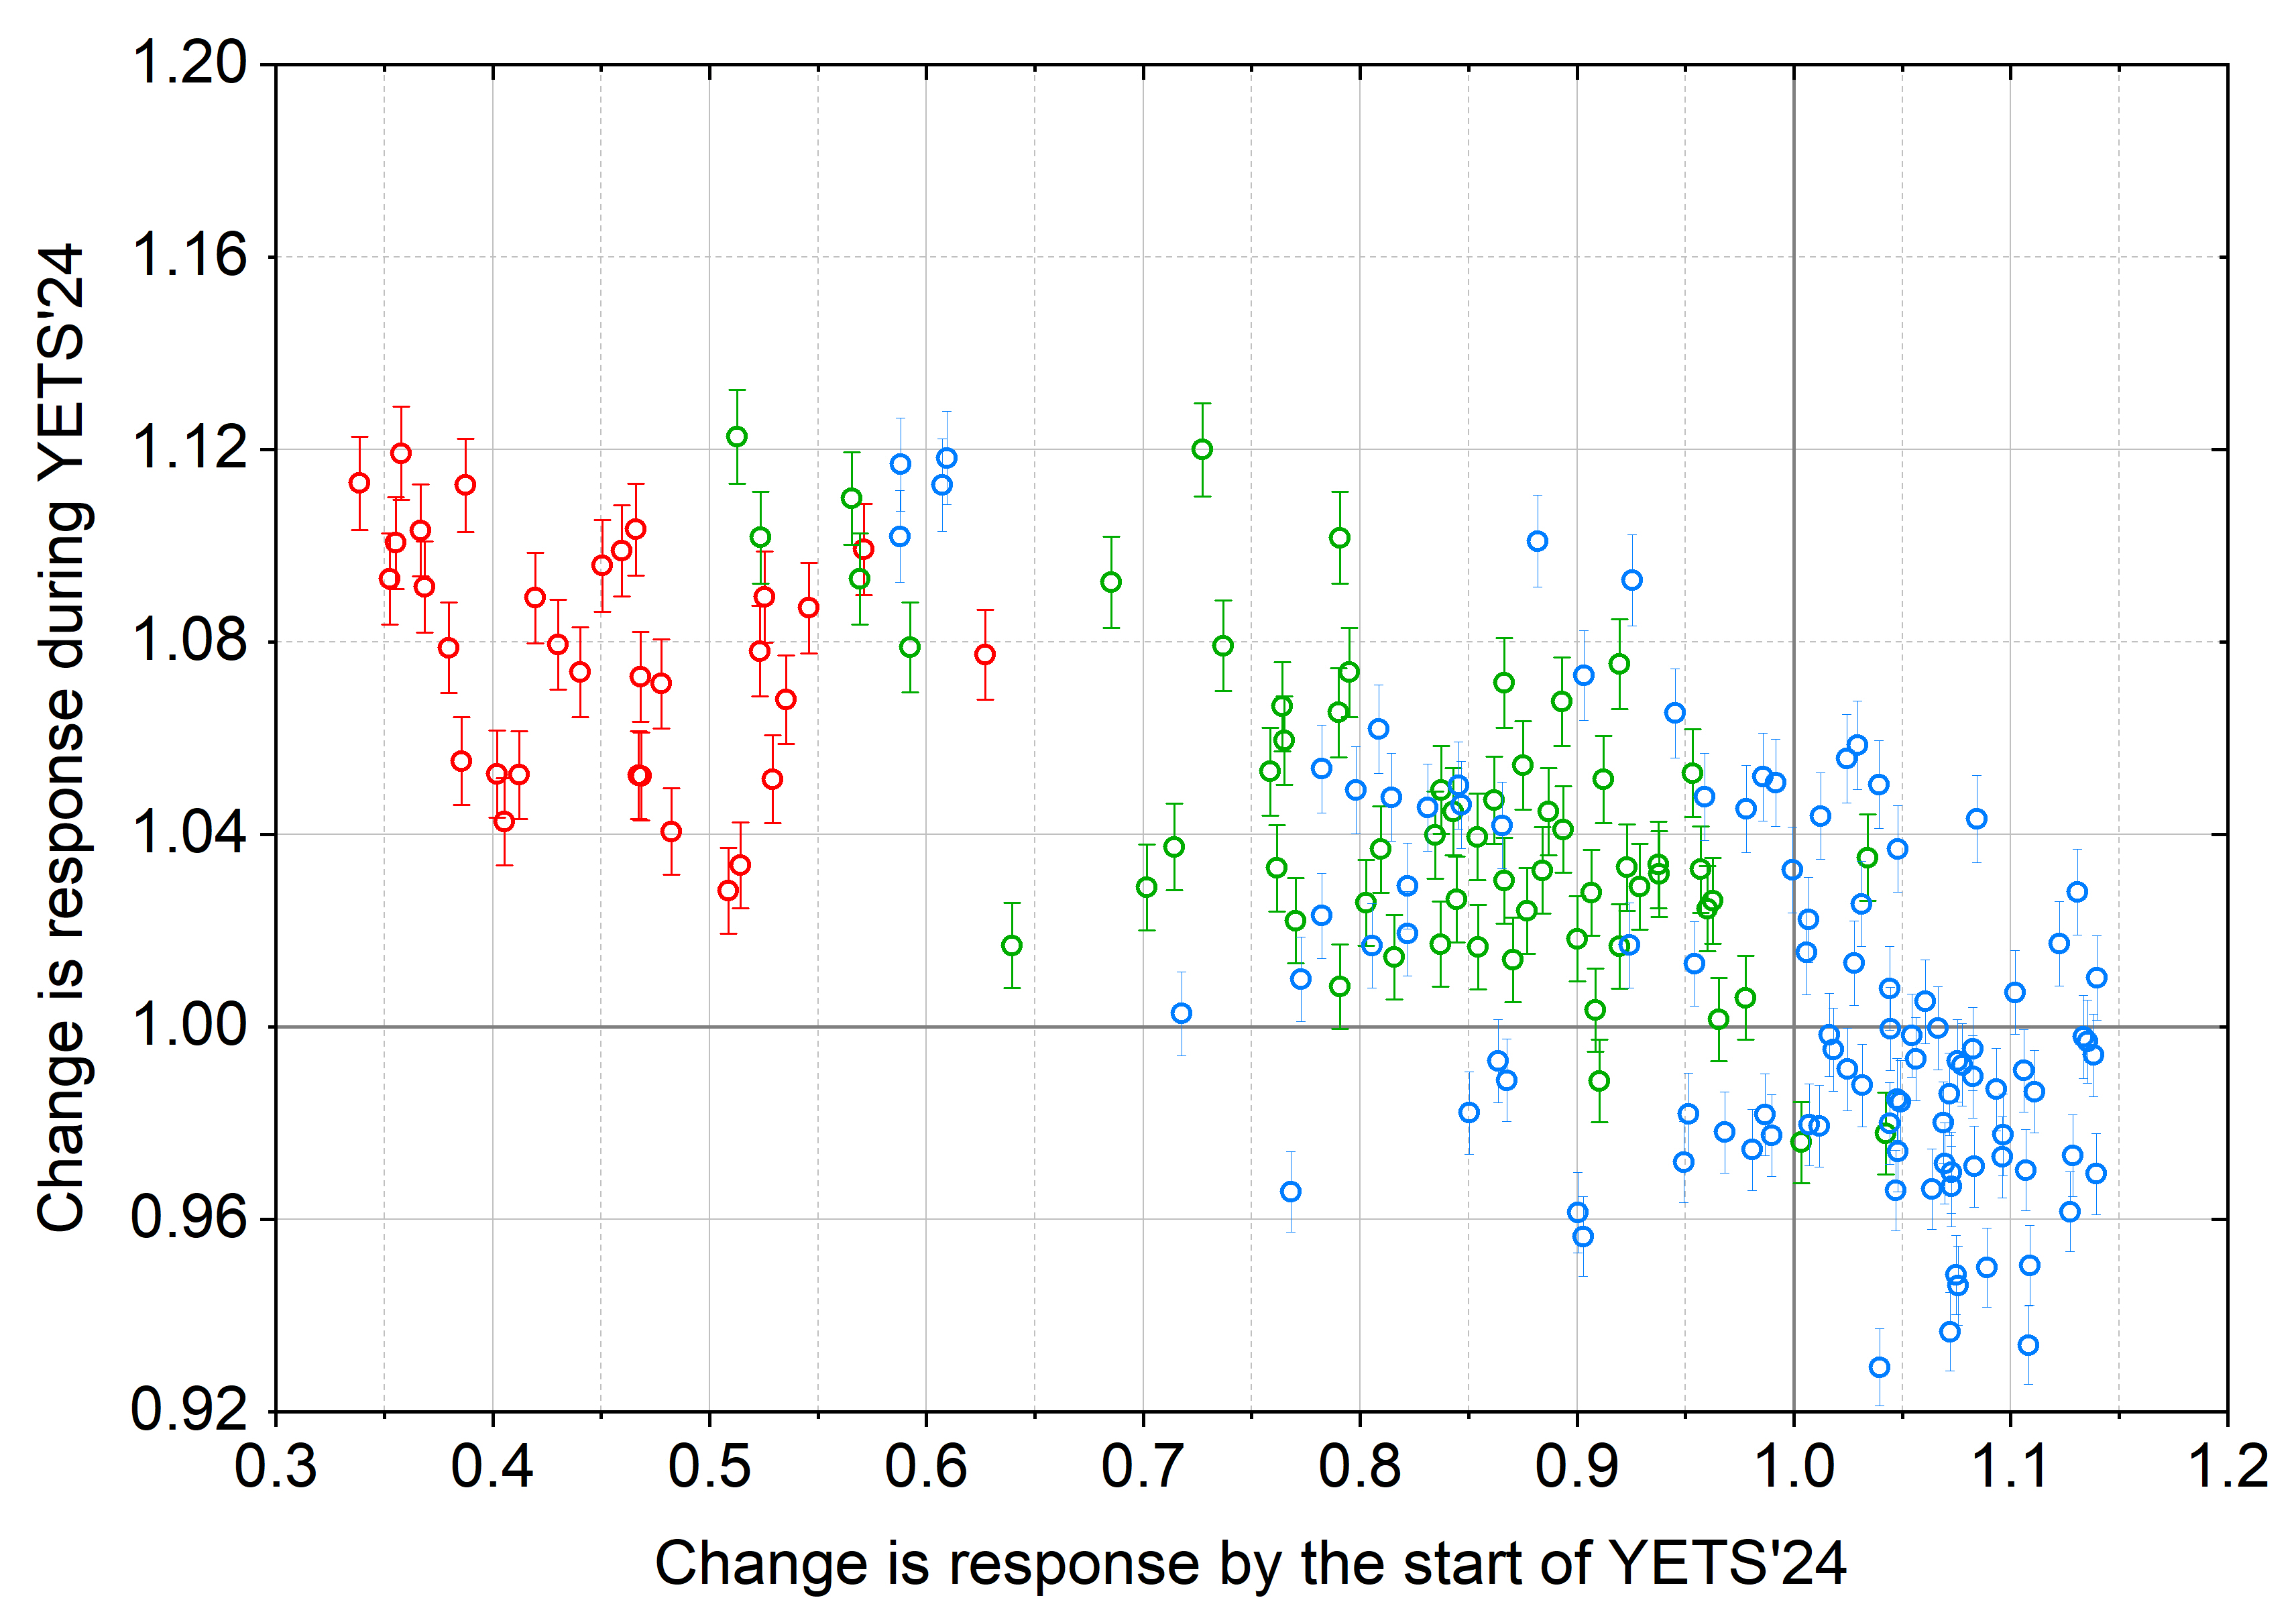 Change is response during YETS'24
1.20
1.16
1.12
1.08
1.04
1.00
0.96
0.92
0.3 0.4 0.5 0.6 0.7 0.8 0.9 1.0 1.1 1.2
Change is response by the start of YETS'24